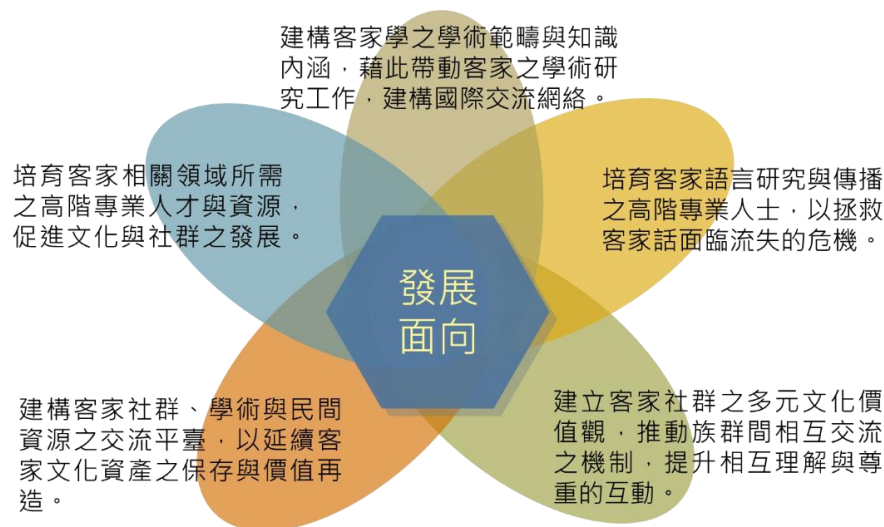 建構客家學之學術範疇與知識
內涵，藉此帶動客家之學術研
究工作，建構國際交流網絡。
培育客家相關領域所需
之高階專業人才與資源，
促進文化與社群之發展。
培育客家語言研究與傳播
之高階專業人士，以拯救
客家話面臨流失的危機。
發展
面向
建構客家社群、學術與民間
資源之交流平臺，以延續客
家文化資產之保存與價值再
造。
建立客家社群之多元文化價
值觀，推動族群間相互交流
之機制，提升相互理解與尊
重的互動。